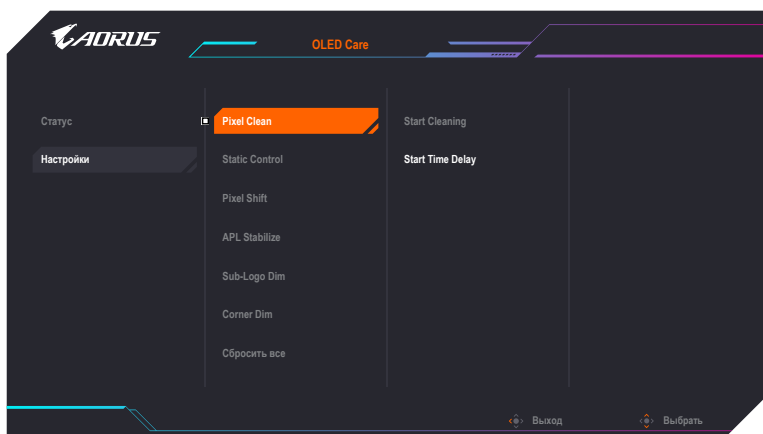 AORUS
OLED Care
Статус
Настройки
Pixel Clean
Static Control
Pixel Shift
APL Stabilize
Sub-Logo Dim
Corner Dim
Сбросить все
Start Cleaning
Start Time Delay
Выход
Выбрать